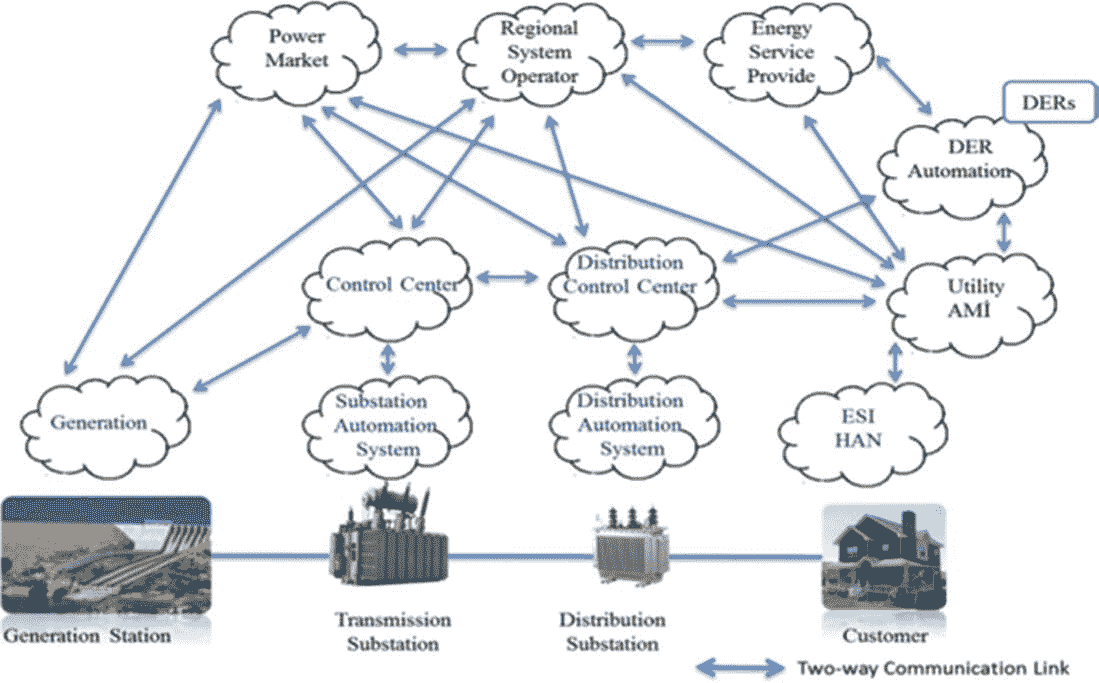 Power
Market
Regional
System
Operator
Energy
Service
Provide
DERs
DER
Automation
Control Center
Distribution
Control Center
Utility
AMİ
Generation
Substation
Automation
System
Distribution
Automation
System
ESI
HAN
Generation Station
Transmission
Substation
Distribution
Substation
Customer
Two-way Communication Link